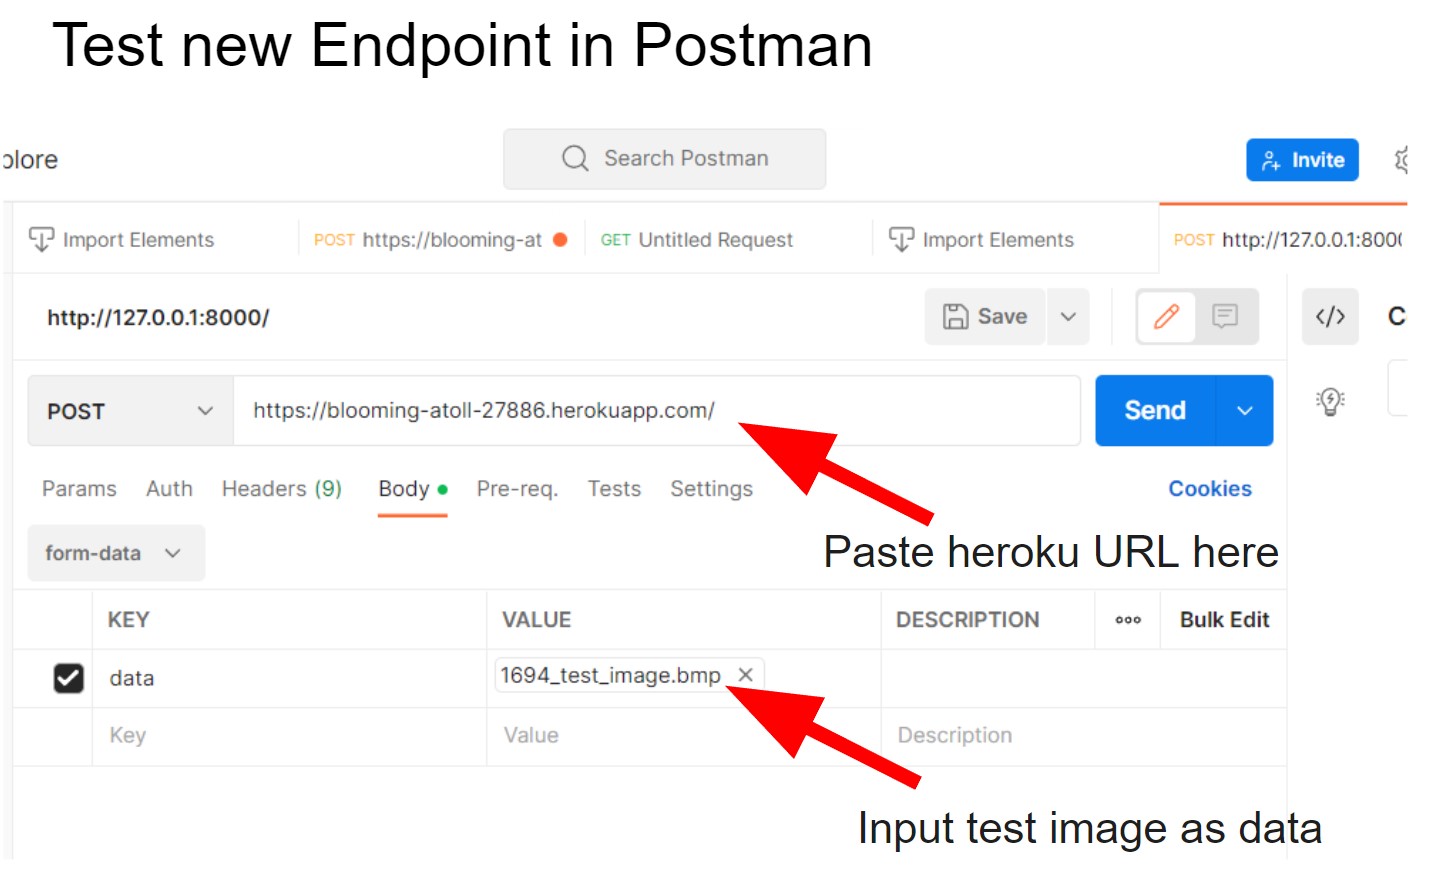 Test new Endpoint in Postman
plore
Search Postman
Invite
Import Elements
POST https://blooming-at
GET Untitled Request
Import Elements
POST http://127.0.0.1:800
http://127.0.0.1:8000/
Save
</>
C
POST
https://blooming-atoll-27886.herokuapp.com/
Send
Params Auth Headers (9) Body Pre-req. Tests Settings Cookies
form-data
Paste heroku URL here
KEY VALUE DESCRIPTION ooo Bulk Edit
data 1694_test_image.bmp
Key Value Description
Input test image as data